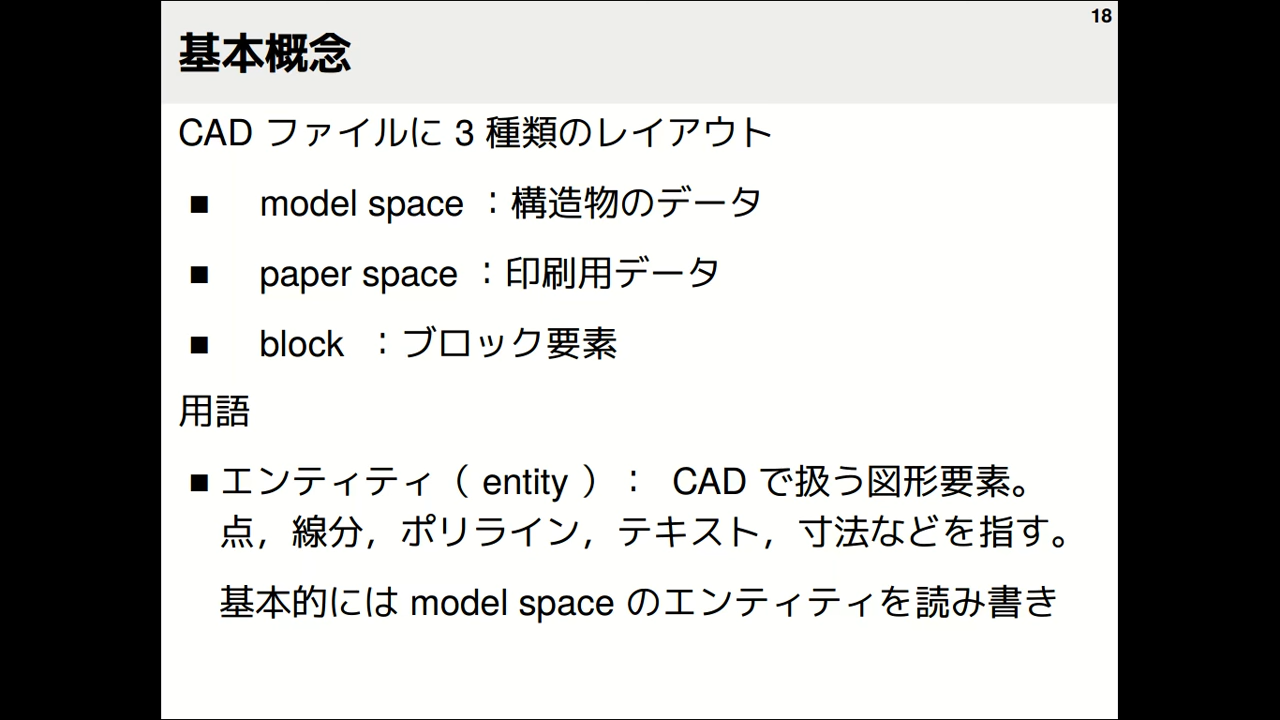 18
基本概念
CAD ファイルに 3 種類のレイアウト
■ model space ：構造物のデータ
■ paper space ：印刷用データ
■ block ：ブロック要素
用語
■ エンティティ（ entity ）： CAD で扱う図形要素。
点，線分，ポリライン，テキスト，寸法などを指す。
基本的には model space のエンティティを読み書き